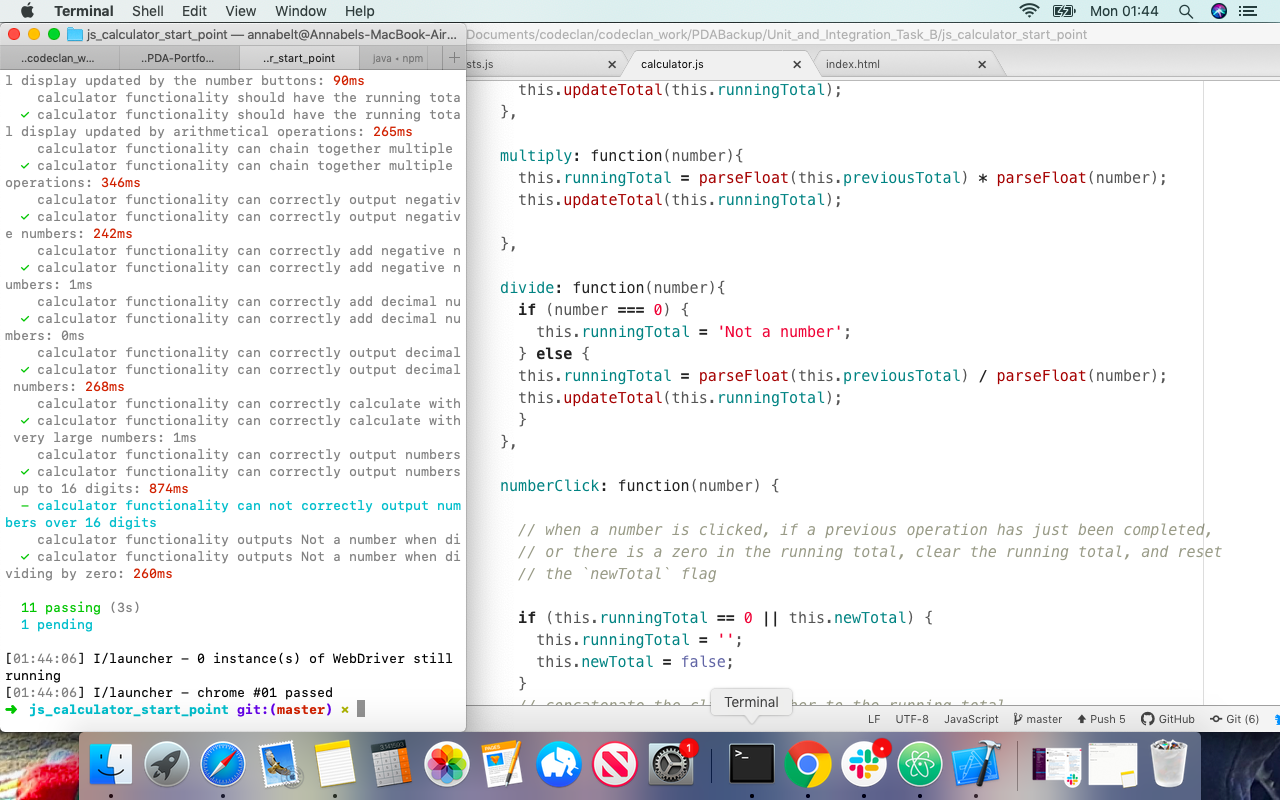 Terminal Shell Edit View Window Help Mon 01:44
js_calculator_start_point — annabelt@Annabels-MacBook-Air...
Documents/codeclan/codeclan_work/PDABackup/Unit_and_Integration_Task_B/js_calculator_start_point
..codeclan_w... ..PDA-Portfo... ..r_start_point java ◂ npm +
l display updated by the number buttons: 90ms
calculator functionality should have the running tota
✓ calculator functionality should have the running tota
l display updated by arithmetical operations: 265ms
calculator functionality can chain together multiple
✓ calculator functionality can chain together multiple
operations: 346ms
calculator functionality can correctly output negativ
✓ calculator functionality can correctly output negativ
e numbers: 242ms
calculator functionality can correctly add negative n
✓ calculator functionality can correctly add negative n
umbers: 1ms
calculator functionality can correctly add decimal nu
✓ calculator functionality can correctly add decimal nu
mbers: 0ms
calculator functionality can correctly output decimal
✓ calculator functionality can correctly output decimal
numbers: 268ms
calculator functionality can correctly calculate with
✓ calculator functionality can correctly calculate with
very large numbers: 1ms
calculator functionality can correctly output numbers
✓ calculator functionality can correctly output numbers
up to 16 digits: 874ms
– calculator functionality can not correctly output num
bers over 16 digits
calculator functionality outputs Not a number when di
✓ calculator functionality outputs Not a number when di
viding by zero: 260ms
11 passing (3s)
1 pending
[01:44:06] I/launcher – 0 instance(s) of WebDriver still
running
[01:44:06] I/launcher – chrome #01 passed
➜ js_calculator_start_point git:(master) ×
sts.js × calculator.js × index.html ×
this.updateTotal(this.runningTotal);
},
multiply: function(number){
this.runningTotal = parseFloat(this.previousTotal) * parseFloat(number);
this.updateTotal(this.runningTotal);
},
divide: function(number){
if (number === 0) {
this.runningTotal = 'Not a number';
} else {
this.runningTotal = parseFloat(this.previousTotal) / parseFloat(number);
this.updateTotal(this.runningTotal);
}
},
numberClick: function(number) {
// when a number is clicked, if a previous operation has just been completed,
// or there is a zero in the running total, clear the running total, and reset
// the `newTotal` flag
if (this.runningTotal == 0 || this.newTotal) {
this.runningTotal = '';
this.newTotal = false;
}
// concatenate the cl mber to the running total
Terminal
LF UTF-8 JavaScript master Push 5 GitHub Git (6)
1